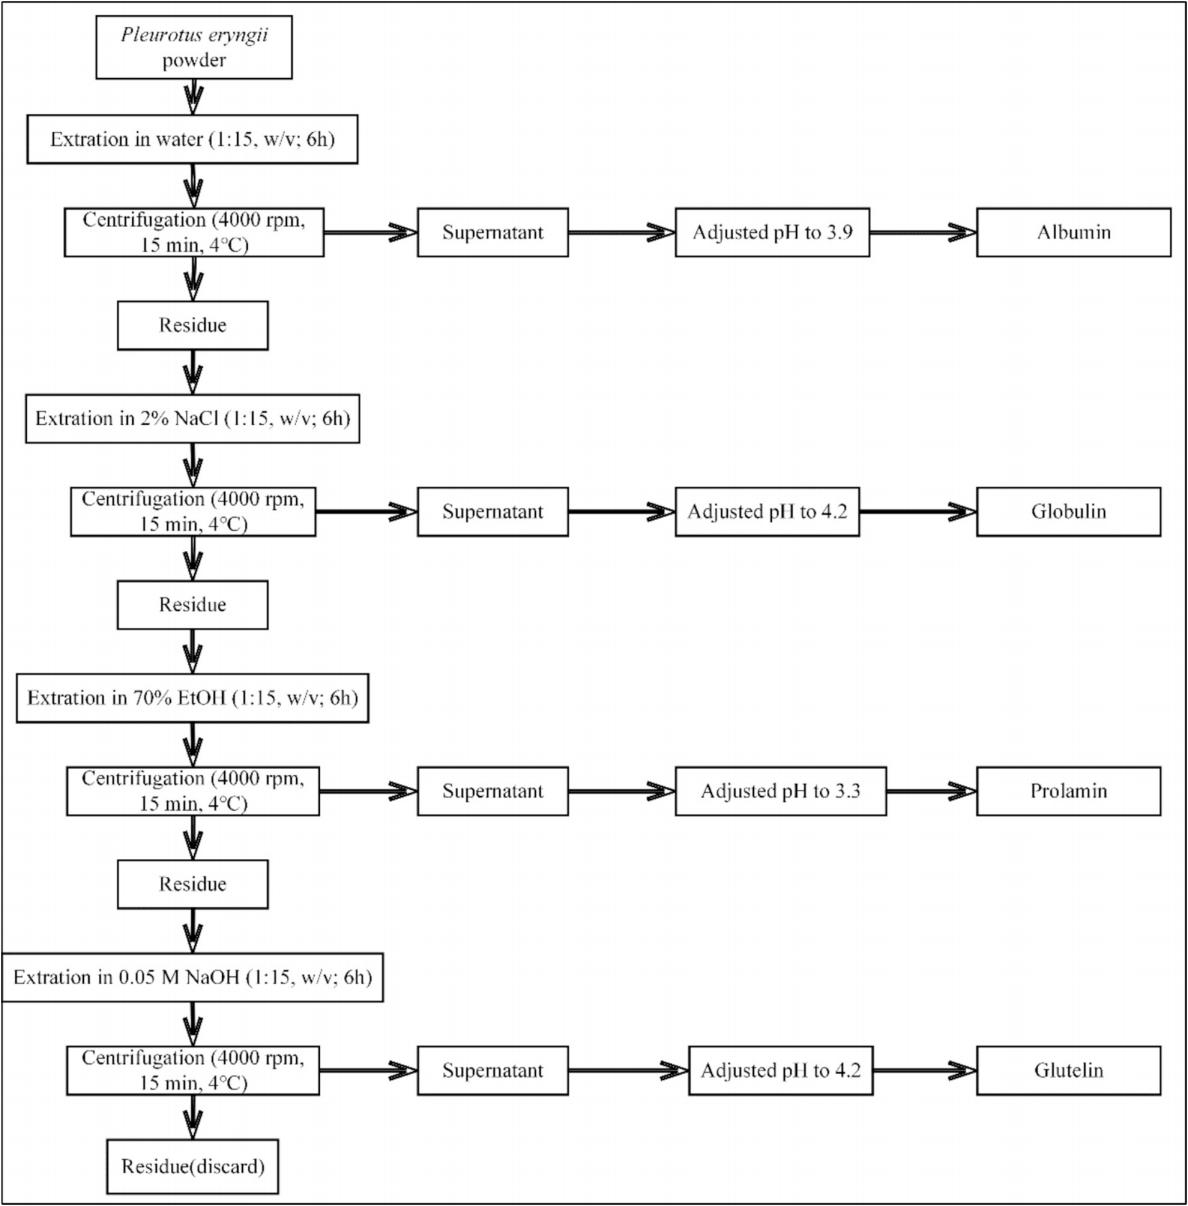 Pleurotus eryngii
powder
Extration in water (1:15, w/v; 6h)
Centrifugation (4000 rpm,
15 min, 4℃)
Supernatant
Adjusted pH to 3.9
Albumin
Residue
Extration in 2% NaCl (1:15, w/v; 6h)
Centrifugation (4000 rpm,
15 min, 4℃)
Supernatant
Adjusted pH to 4.2
Globulin
Residue
Extration in 70% EtOH (1:15, w/v; 6h)
Centrifugation (4000 rpm,
15 min, 4℃)
Supernatant
Adjusted pH to 3.3
Prolamin
Residue
Extration in 0.05 M NaOH (1:15, w/v; 6h)
Centrifugation (4000 rpm,
15 min, 4℃)
Supernatant
Adjusted pH to 4.2
Glutelin
Residue(discard)